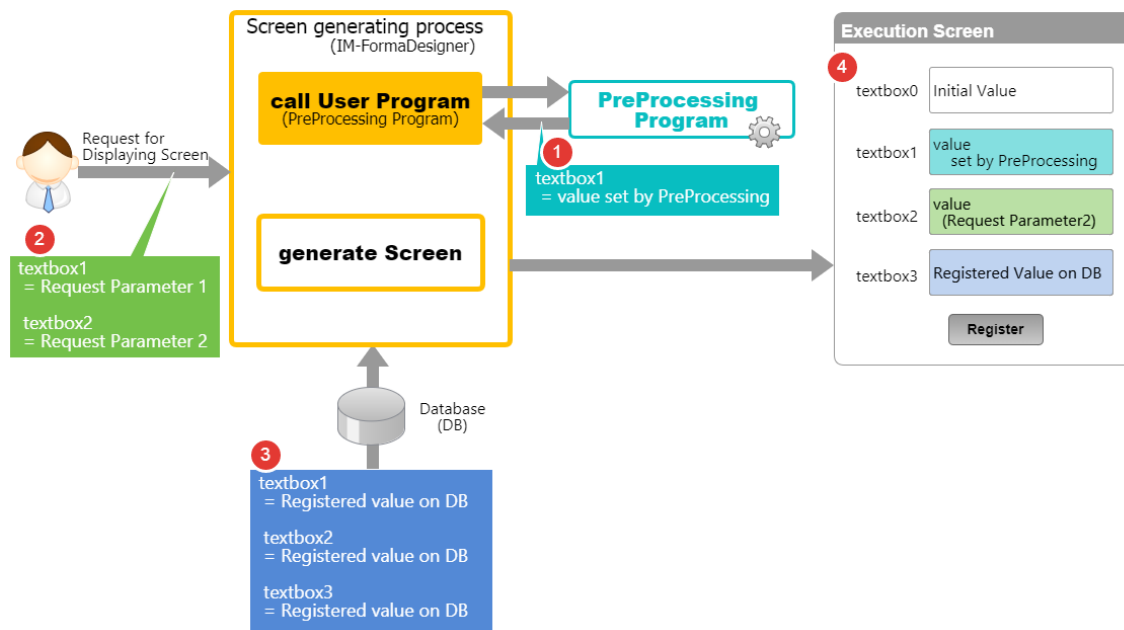 Screen generating process
(IM-FormaDesigner)
call User Program
(PreProcessing Program)
PreProcessing
Program
1
textbox1
= value set by PreProcessing
Request for
Displaying Screen
2
textbox1
= Request Parameter 1
textbox2
= Request Parameter 2
generate Screen
Database
(DB)
3
textbox1
= Registered value on DB
textbox2
= Registered value on DB
textbox3
= Registered value on DB
Execution Screen
4
textbox0 Initial Value
textbox1 value
set by PreProcessing
textbox2 value
(Request Parameter2)
textbox3 Registered Value on DB
Register